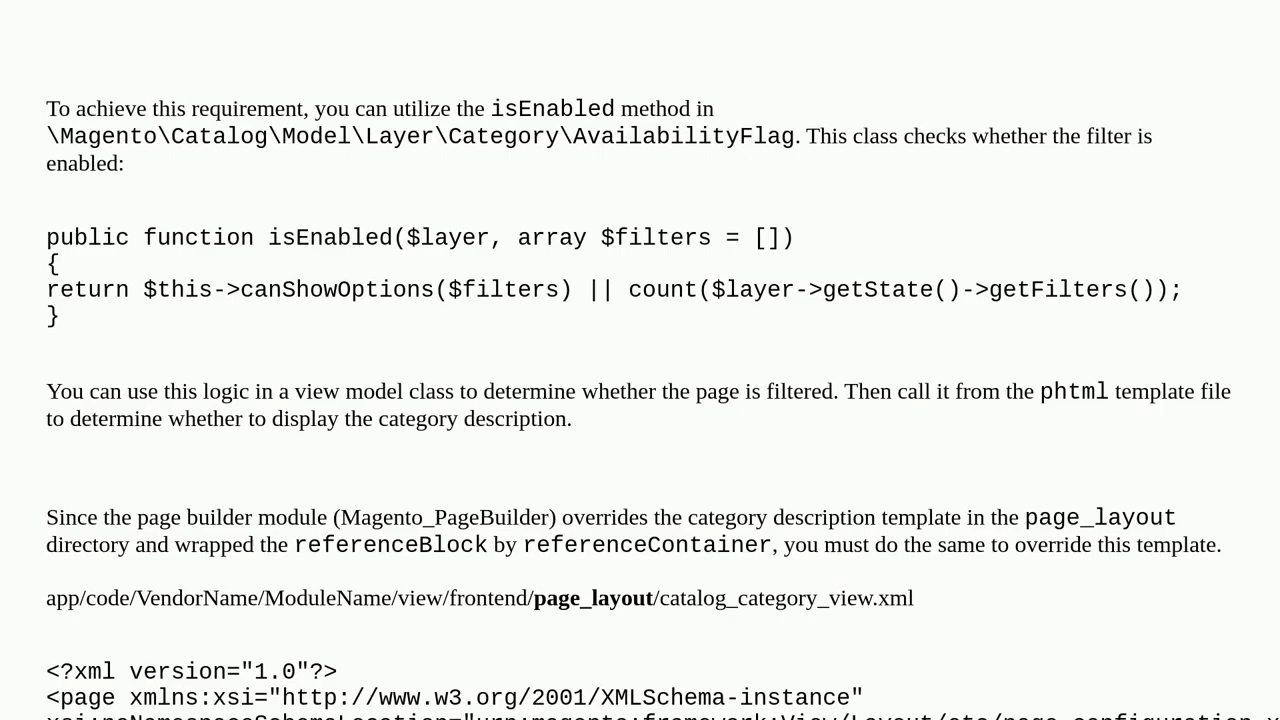 To achieve this requirement, you can utilize the isEnabled method in
\Magento\Catalog\Model\Layer\Category\AvailabilityFlag. This class checks whether the filter is
enabled:
public function isEnabled($layer, array $filters = [])
{
return $this->canShowOptions($filters) || count($layer->getState()->getFilters());
}
You can use this logic in a view model class to determine whether the page is filtered. Then call it from the phtml template file
to determine whether to display the category description.
Since the page builder module (Magento_PageBuilder) overrides the category description template in the page_layout
directory and wrapped the referenceBlock by referenceContainer, you must do the same to override this template.
app/code/VendorName/ModuleName/view/frontend/page_layout/catalog_category_view.xml
<?xml version="1.0"?>
<page xmlns:xsi="http://www.w3.org/2001/XMLSchema-instance"